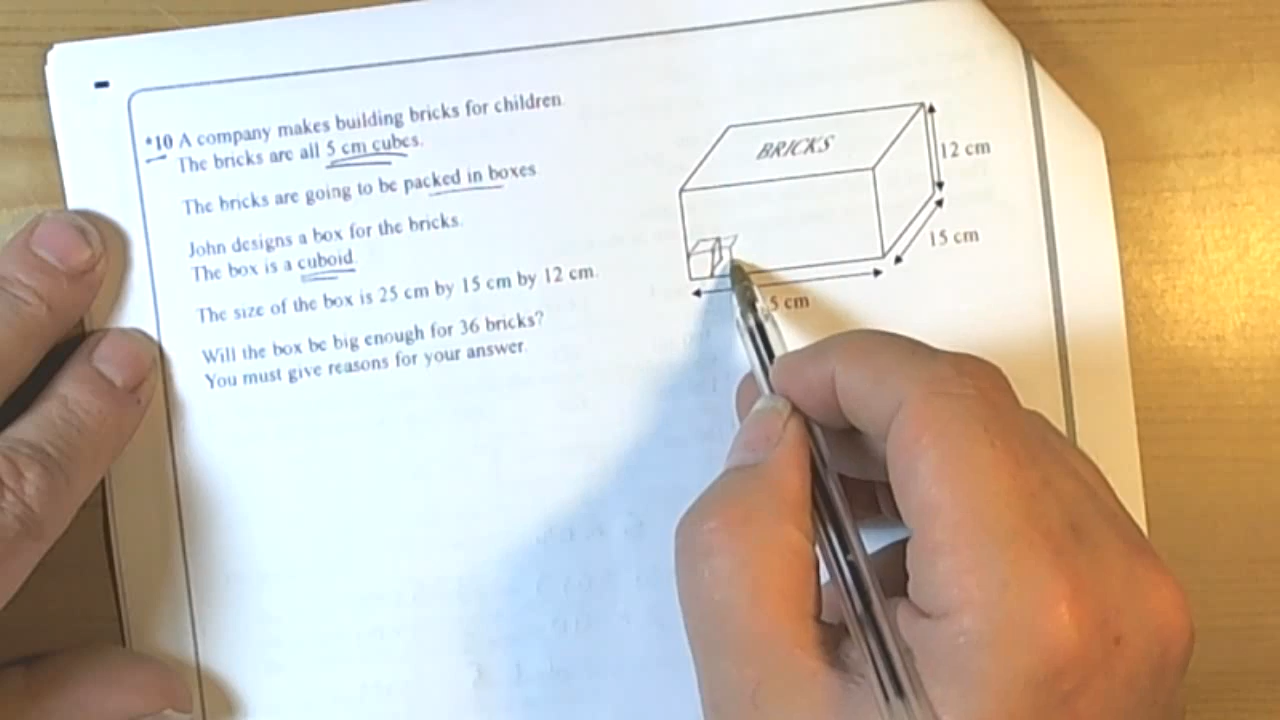 *10 A company makes building bricks for children.
The bricks are all 5 cm cubes.
The bricks are going to be packed in boxes.
John designs a box for the bricks.
The box is a cuboid.
The size of the box is 25 cm by 15 cm by 12 cm.
Will the box be big enough for 36 bricks?
You must give reasons for your answer.
BRICKS
12 cm
15 cm
5 cm